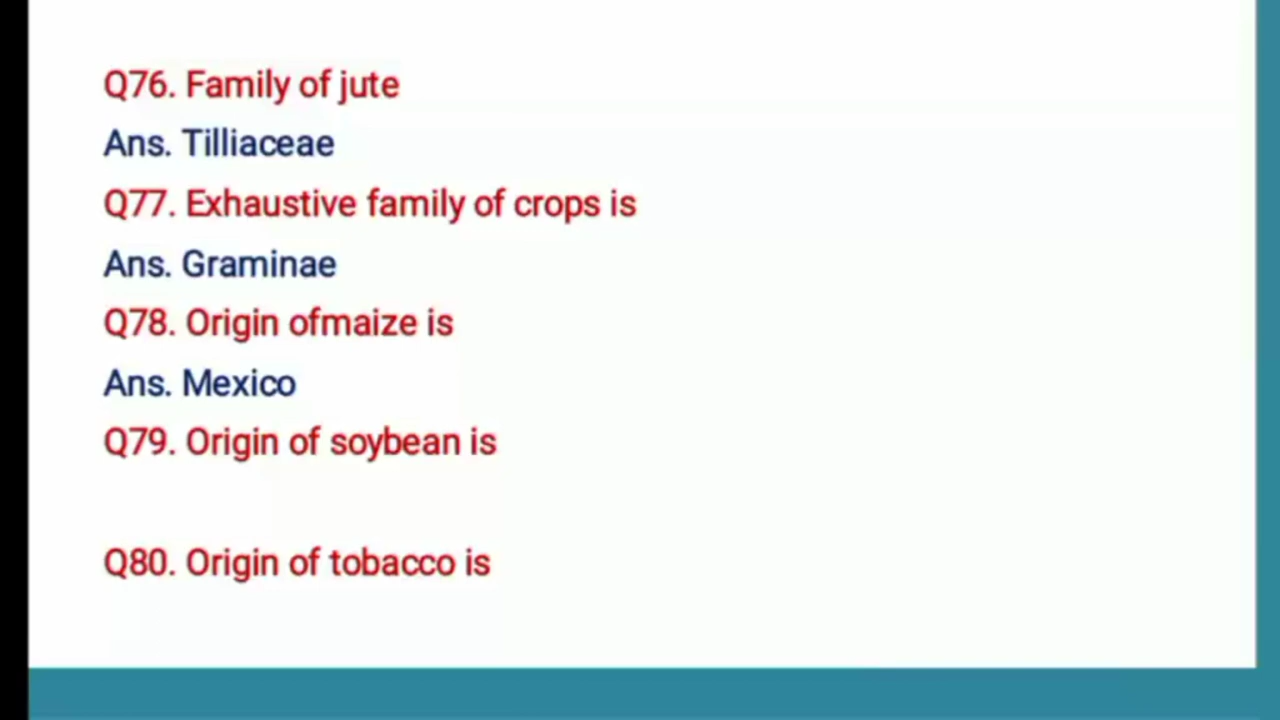 Q76. Family of jute
Ans. Tilliaceae
Q77. Exhaustive family of crops is
Ans. Graminae
Q78. Origin ofmaize is
Ans. Mexico
Q79. Origin of soybean is
Q80. Origin of tobacco is